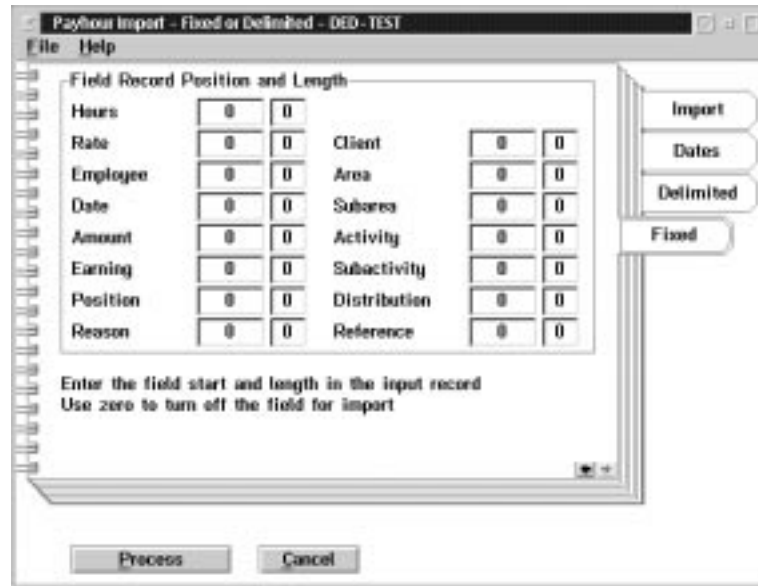 Payhour Import - Fixed or Delimited - DED-TEST
File Help
Field Record Position and Length
Hours 0 0
Rate 0 0 Client 0 0
Employee 0 0 Area 0 0
Date 0 0 Subarea 0 0
Amount 0 0 Activity 0 0
Earning 0 0 Subactivity 0 0
Position 0 0 Distribution 0 0
Reason 0 0 Reference 0 0
Enter the field start and length in the input record
Use zero to turn off the field for import
Import
Dates
Delimited
Fixed
Process Cancel